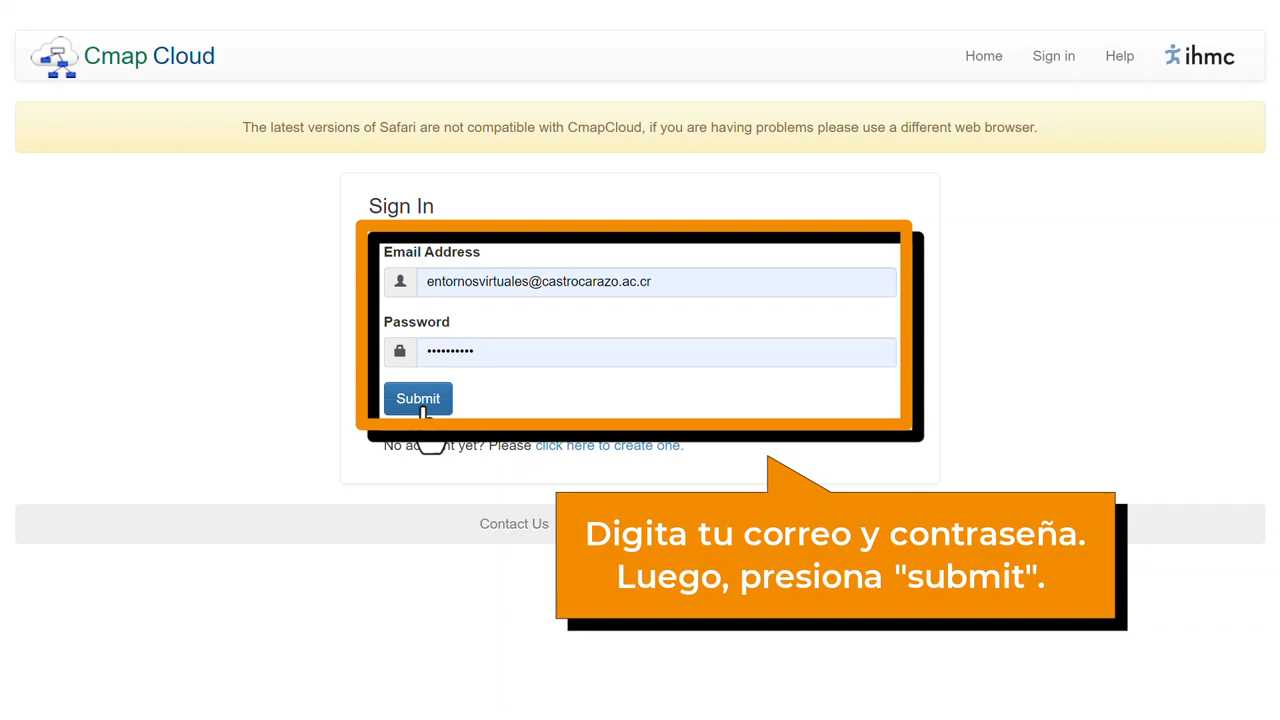 Cmap Cloud
Home Sign in Help ihmc
The latest versions of Safari are not compatible with CmapCloud, if you are having problems please use a different web browser.
Sign In
Email Address
entornosvirtuales@castrocarazo.ac.cr
Password
••••••••••
Submit
No account yet? Please click here to create one.
Contact Us
Digita tu correo y contraseña.
Luego, presiona "submit".